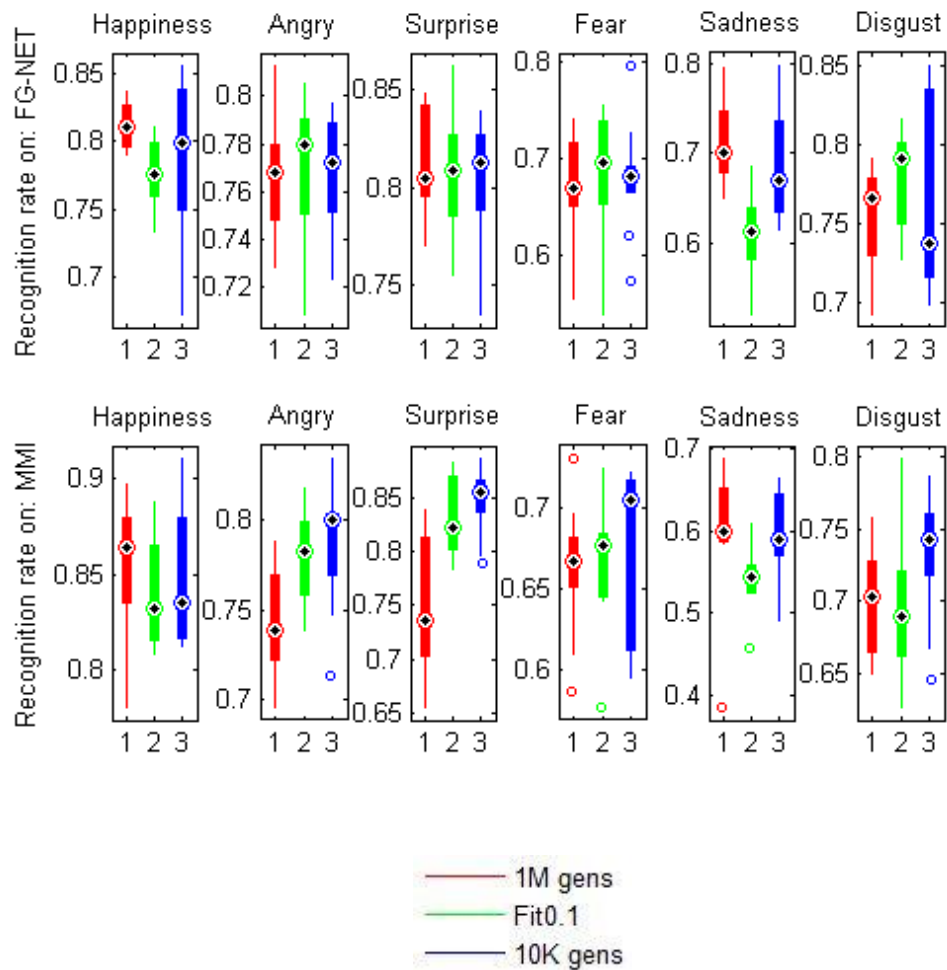 Happiness Angry Surprise Fear Sadness Disgust
Recognition rate on: FG-NET
0.85 0.8 0.75 0.7
0.8 0.78 0.76 0.74 0.72
0.85 0.8 0.75
0.8 0.7 0.6
0.8 0.7 0.6
0.8 0.75 0.7
1 2 3 1 2 3 1 2 3 1 2 3 1 2 3 1 2 3
Happiness Angry Surprise Fear Sadness Disgust
Recognition rate on: MMI
0.9 0.85 0.8
0.8 0.75 0.7
0.85 0.8 0.75 0.7 0.65
0.7 0.65 0.6
0.7 0.6 0.5 0.4
0.8 0.75 0.7 0.65
1 2 3 1 2 3 1 2 3 1 2 3 1 2 3 1 2 3
1M gens
Fit0.1
10K gens